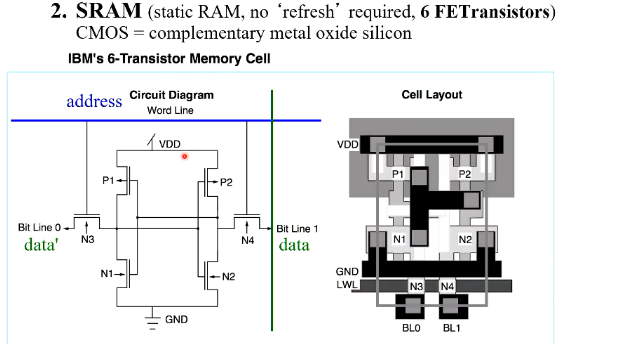 2. SRAM (static RAM, no ‘refresh’ required, 6 FETransistors)
CMOS = complementary metal oxide silicon
IBM's 6-Transistor Memory Cell
address
Circuit Diagram
Word Line
VDD
P1
P2
Bit Line 0
data'
N3
N4
Bit Line 1
data
N1
N2
GND
Cell Layout
VDD
P1
P2
N1
N2
GND
LWL
N3
N4
BL0
BL1